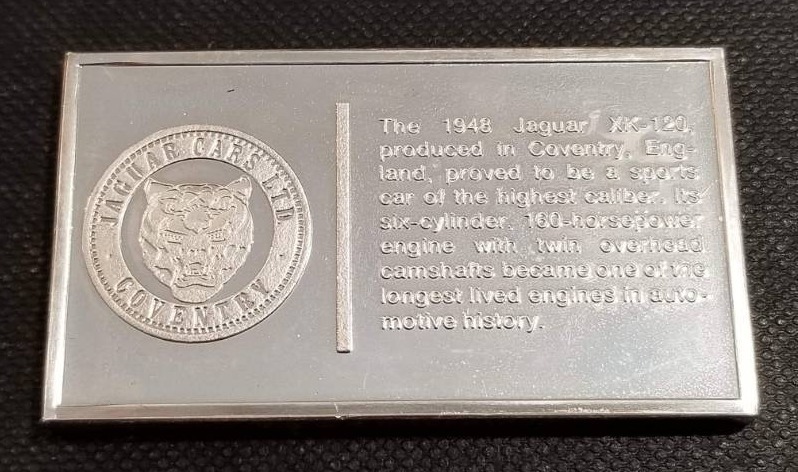 JAGUAR CARS LTD
COVENTRY
The 1948 Jaguar XK-120,
produced in Coventry, Eng-
land, proved to be a sports
car of the highest caliber. Its
six-cylinder, 160-horsepower
engine with twin overhead
camshafts became one of the
longest lived engines in auto-
motive history.